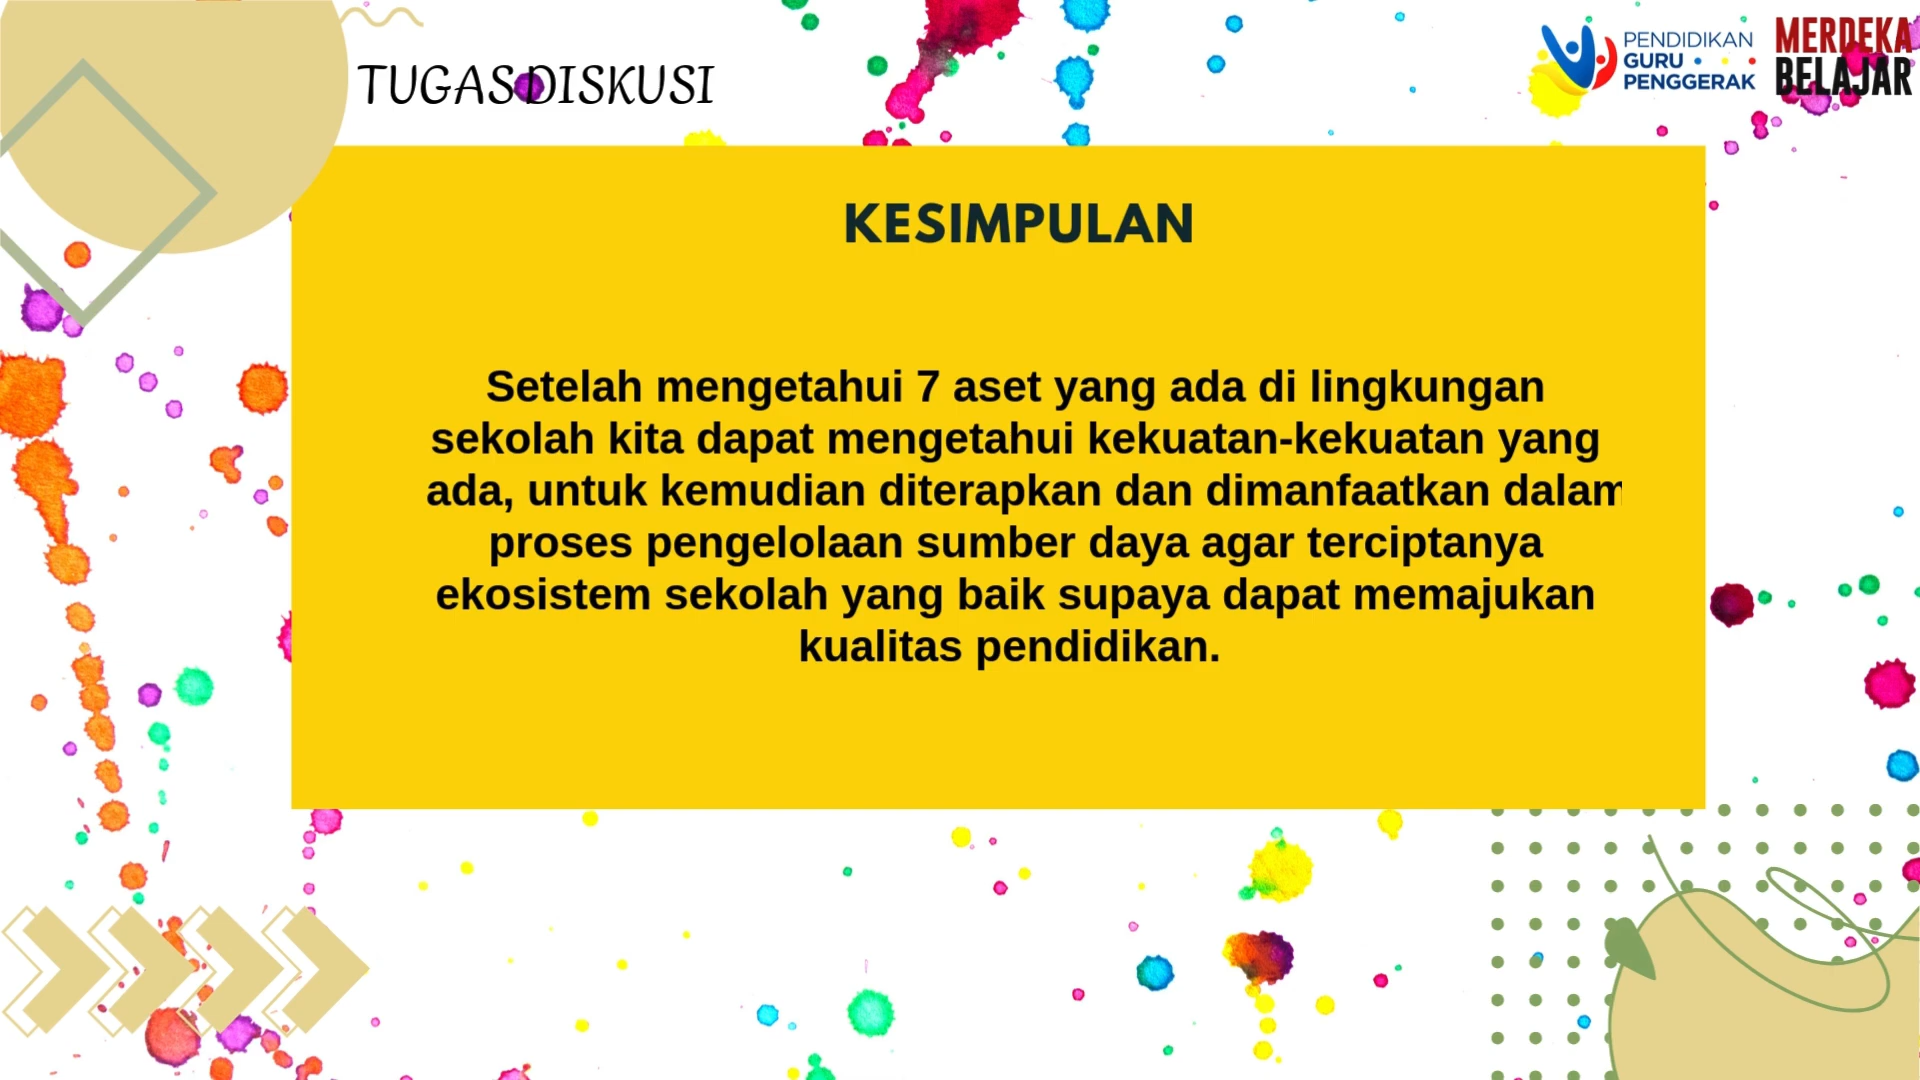 TUGAS DISKUSI
PENDIDIKAN
GURU
PENGGERAK
MERDEKA
BELAJAR
KESIMPULAN
Setelah mengetahui 7 aset yang ada di lingkungan
sekolah kita dapat mengetahui kekuatan-kekuatan yang
ada, untuk kemudian diterapkan dan dimanfaatkan dalam
proses pengelolaan sumber daya agar terciptanya
ekosistem sekolah yang baik supaya dapat memajukan
kualitas pendidikan.